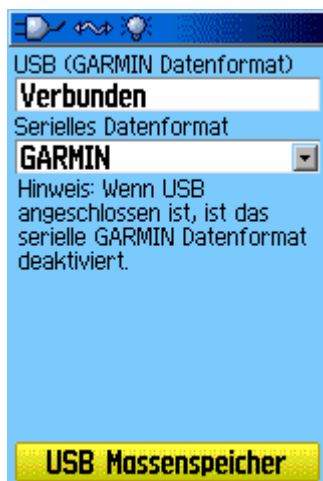 USB (GARMIN Datenformat)
Verbunden
Serielles Datenformat
GARMIN
Hinweis: Wenn USB
angeschlossen ist, ist das
serielle GARMIN Datenformat
deaktiviert.
USB Massenspeicher